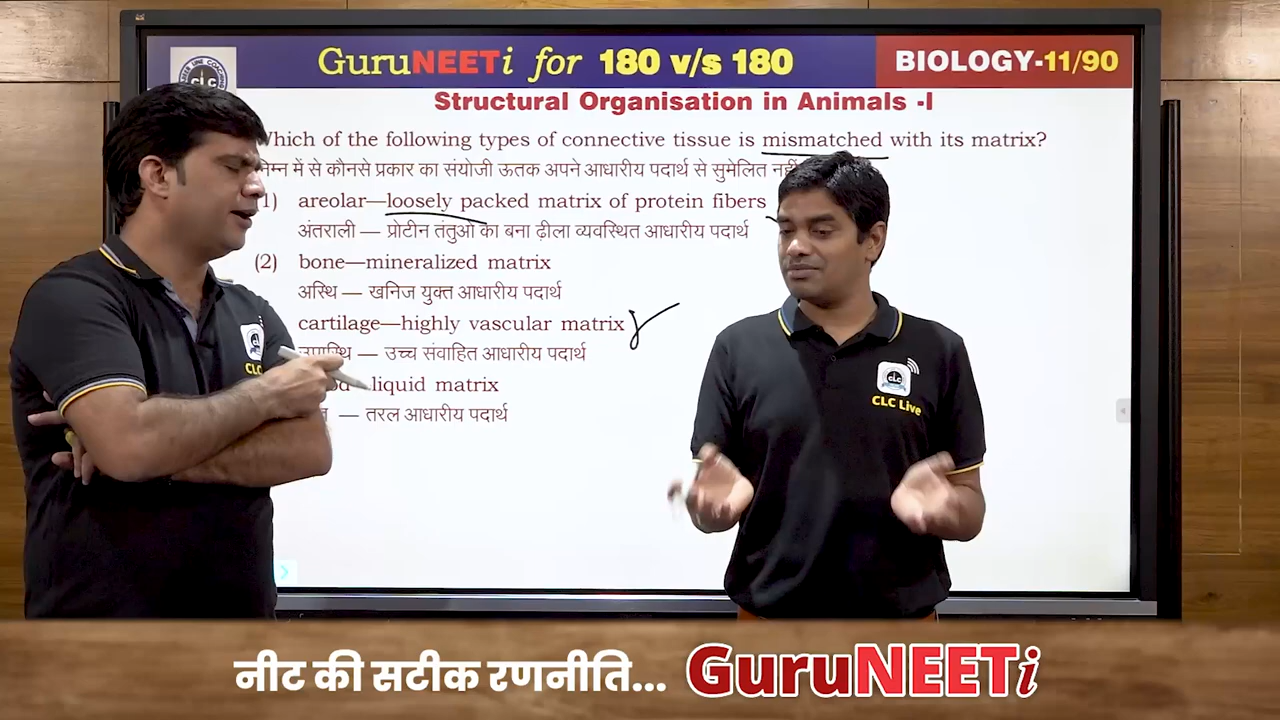 GuruNEETi for 180 v/s 180
BIOLOGY-11/90
CLC
Structural Organisation in Animals -I
Which of the following types of connective tissue is mismatched with its matrix?
में से कौनसे प्रकार का संयोजी ऊतक अपने आधारीय पदार्थ से सुमेलित नहीं
1) areolar—loosely packed matrix of protein fibers
अंतराली — प्रोटीन तंतुओं का बना ढ़ीला व्यवस्थित आधारीय पदार्थ
(2) bone—mineralized matrix
अस्थि — खनिज युक्त आधारीय पदार्थ
cartilage—highly vascular matrix
— उच्च संवाहित आधारीय पदार्थ
liquid matrix
— तरल आधारीय पदार्थ
CLC
CLC
CLC Live
नीट की सटीक रणनीति... GuruNEETi